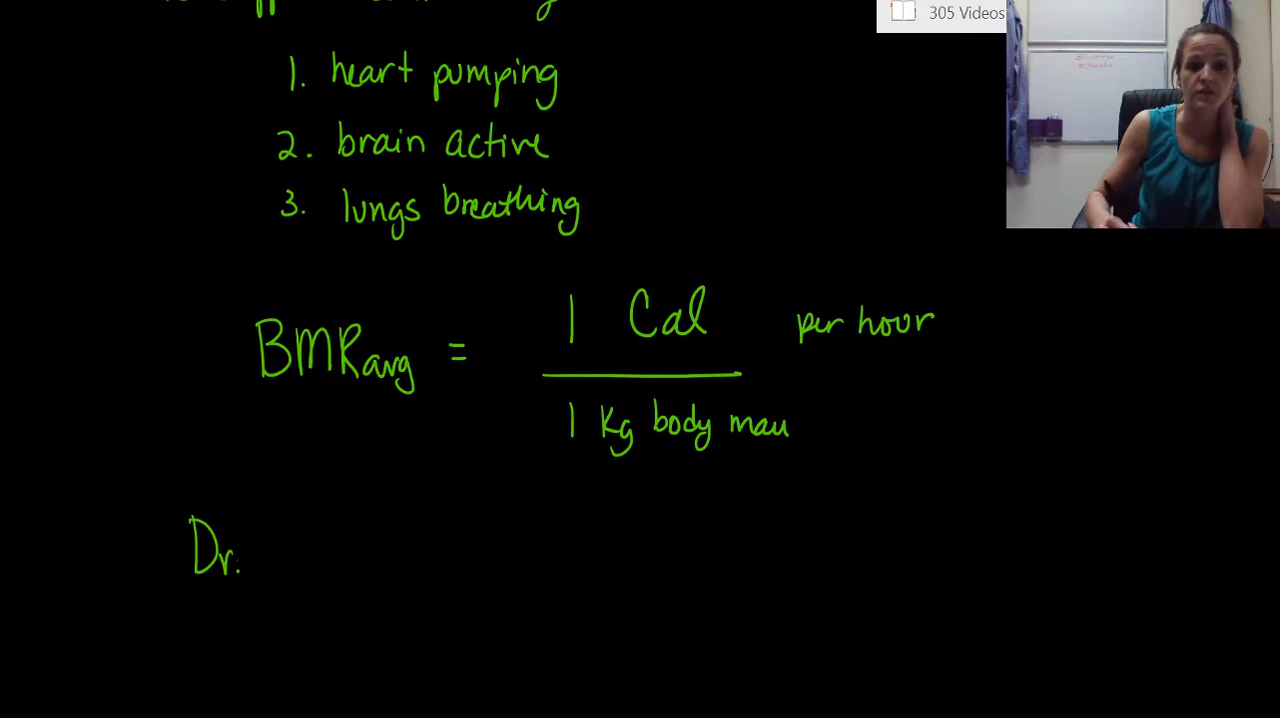 305 Videos
1. heart pumping
2. brain active
3. lungs breathing
BMRavg = 1 Cal per hour
1 kg body mass
Dr.